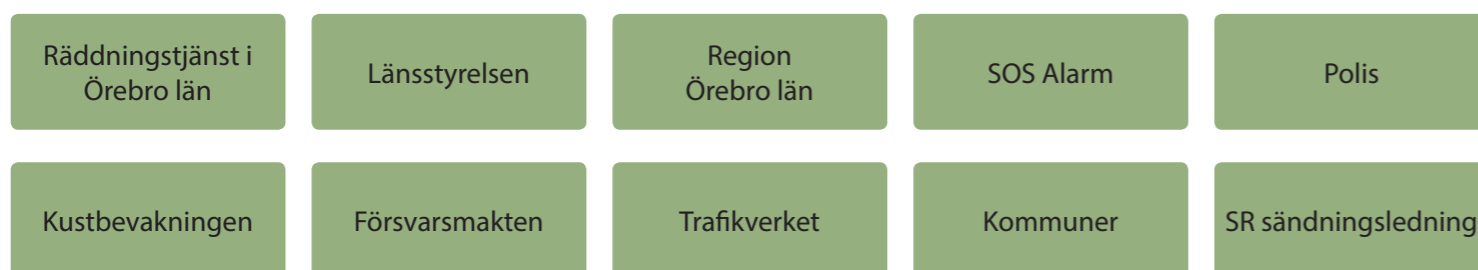 Räddningstjänst i
Örebro län
Länsstyrelsen
Region
Örebro län
SOS Alarm
Polis
Kustbevakningen
Försvarsmakten
Trafikverket
Kommuner
SR sändningsledning